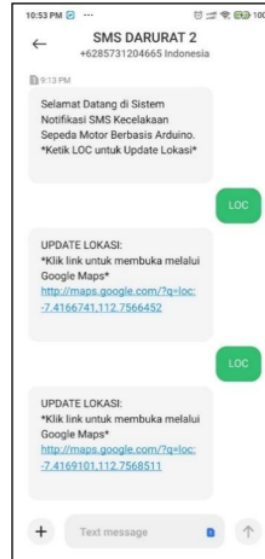 10:53 PM
100
SMS DARURAT 2
+6285731204665 Indonesia
9:13 PM
Selamat Datang di Sistem
Notifikasi SMS Kecelakaan
Sepeda Motor Berbasis Arduino.
*Ketik LOC untuk Update Lokasi*
LOC
UPDATE LOKASI:
*Klik link untuk membuka melalui
Google Maps*
http://maps.google.com/?q=loc:
-7.4166741,112.7566452
LOC
UPDATE LOKASI:
*Klik link untuk membuka melalui
Google Maps*
http://maps.google.com/?q=loc:
-7.4169101,112.7568511
Text message